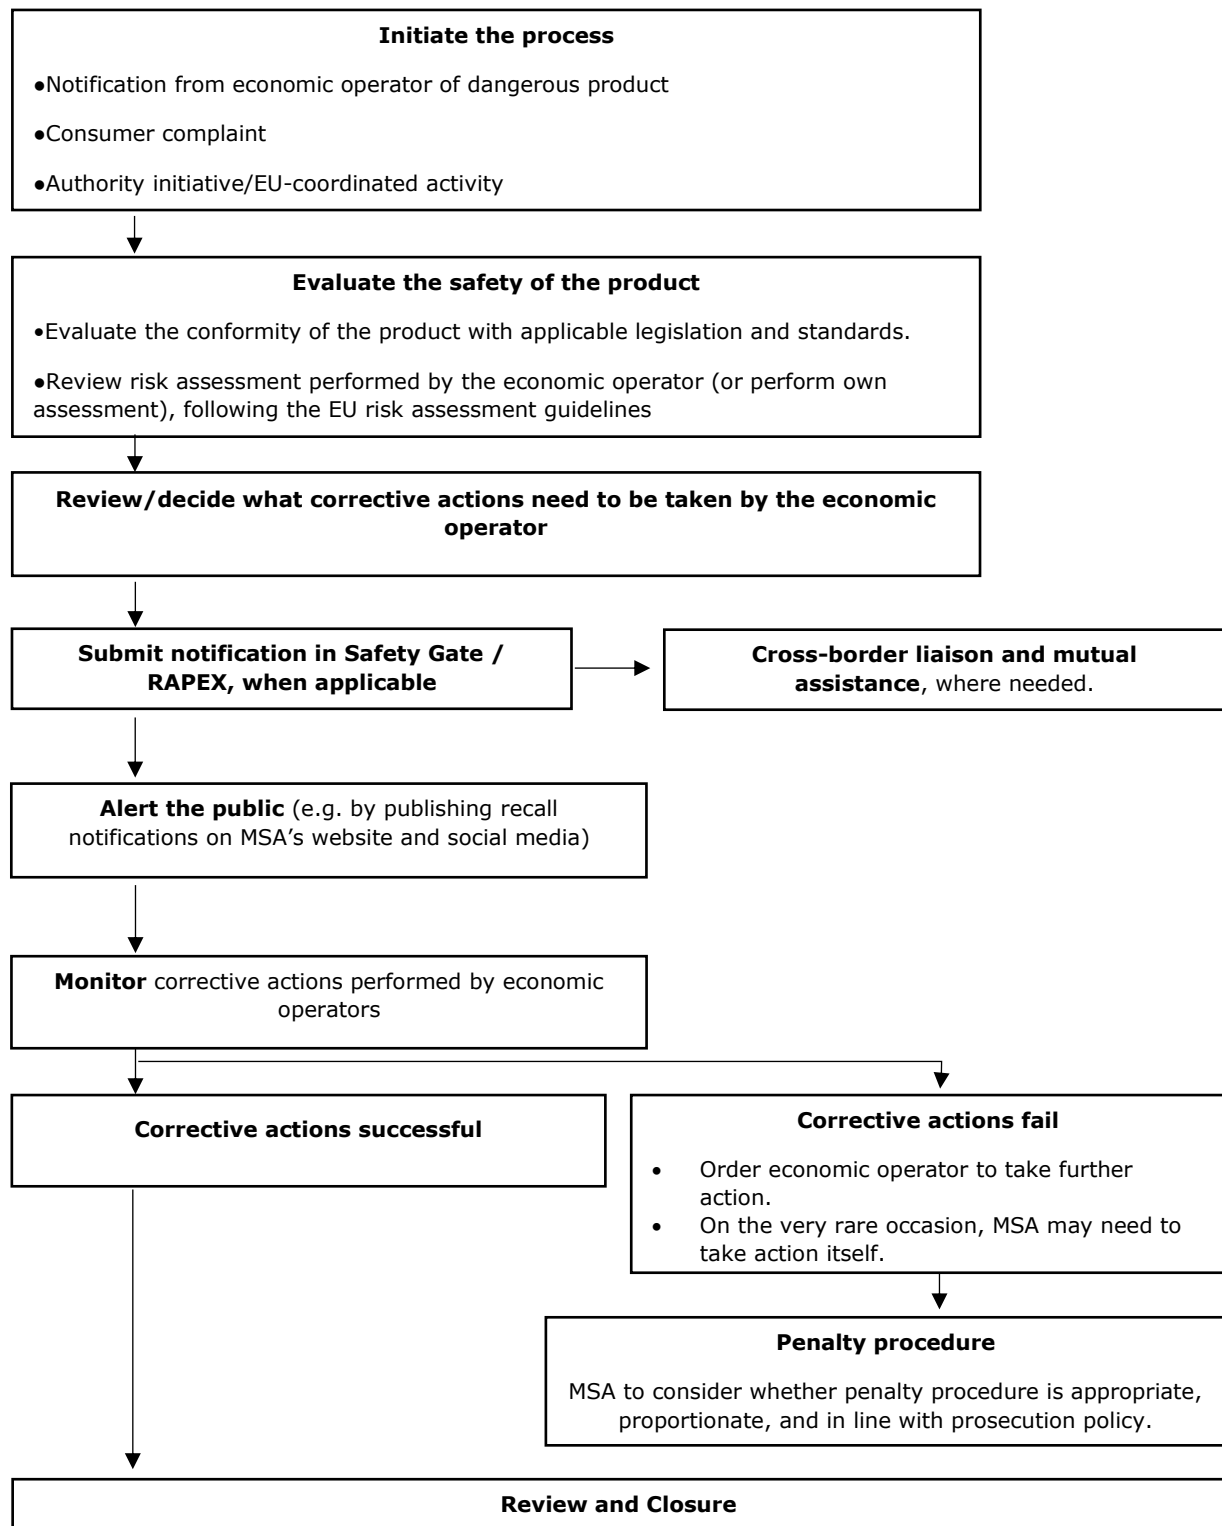 Initiate the process
●Notification from economic operator of dangerous product
●Consumer complaint
●Authority initiative/EU-coordinated activity
Evaluate the safety of the product
•Evaluate the conformity of the product with applicable legislation and standards.
●Review risk assessment performed by the economic operator (or perform own
assessment), following the EU risk assessment guidelines
Review/decide what corrective actions need to be taken by the economic
operator
Submit notification in Safety Gate /
RAPEX, when applicable
Cross-border liaison and mutual
assistance, where needed.
Alert the public (e.g. by publishing recall
notifications on MSA’s website and social media)
Monitor corrective actions performed by economic
operators
Corrective actions successful
Corrective actions fail
• Order economic operator to take further
action.
• On the very rare occasion, MSA may need to
take action itself.
Penalty procedure
MSA to consider whether penalty procedure is appropriate,
proportionate, and in line with prosecution policy.
Review and Closure